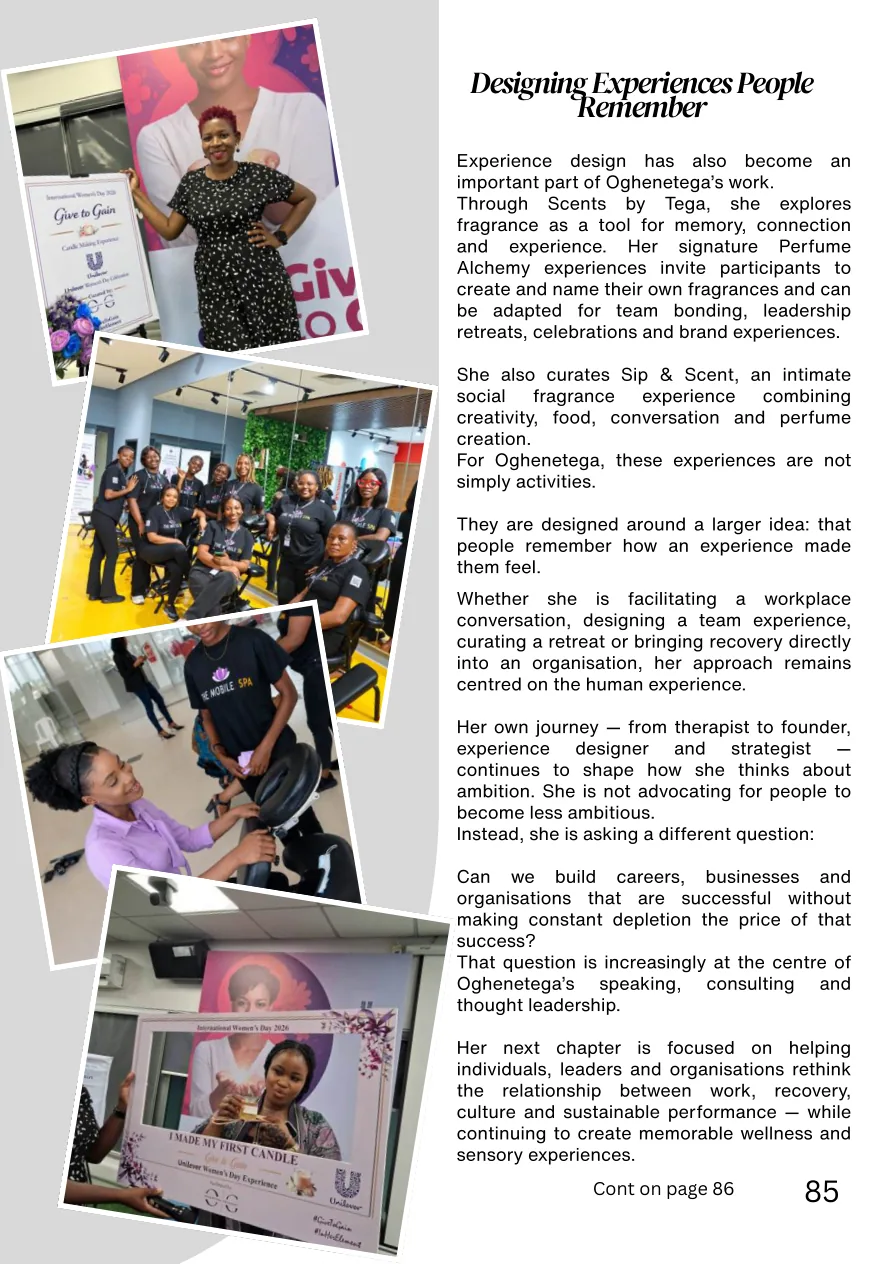 Designing Experiences People
Remember
Experience design has also become an
important part of Oghenetega’s work.
Through Scents by Tega, she explores
fragrance as a tool for memory, connection
and experience. Her signature Perfume
Alchemy experiences invite participants to
create and name their own fragrances and can
be adapted for team bonding, leadership
retreats, celebrations and brand experiences.
She also curates Sip & Scent, an intimate
social fragrance experience combining
creativity, food, conversation and perfume
creation.
For Oghenetega, these experiences are not
simply activities.
They are designed around a larger idea: that
people remember how an experience made
them feel.
Whether she is facilitating a workplace
conversation, designing a team experience,
curating a retreat or bringing recovery directly
into an organisation, her approach remains
centred on the human experience.
Her own journey — from therapist to founder,
experience designer and strategist —
continues to shape how she thinks about
ambition. She is not advocating for people to
become less ambitious.
Instead, she is asking a different question:
Can we build careers, businesses and
organisations that are successful without
making constant depletion the price of that
success?
That question is increasingly at the centre of
Oghenetega’s speaking, consulting and
thought leadership.
Her next chapter is focused on helping
individuals, leaders and organisations rethink
the relationship between work, recovery,
culture and sustainable performance — while
continuing to create memorable wellness and
sensory experiences.
Cont on page 86
85
International Women's Day 2026
Give to Gain
Candle Making Experience
Unilever
Giv
TO G
THE MOBILE SPA
International Women's Day 2026
I MADE MY FIRST CANDLE
Give to Gain
Unilever Women's Day Experience
Unilever
#GiveToGain
#InHerElement